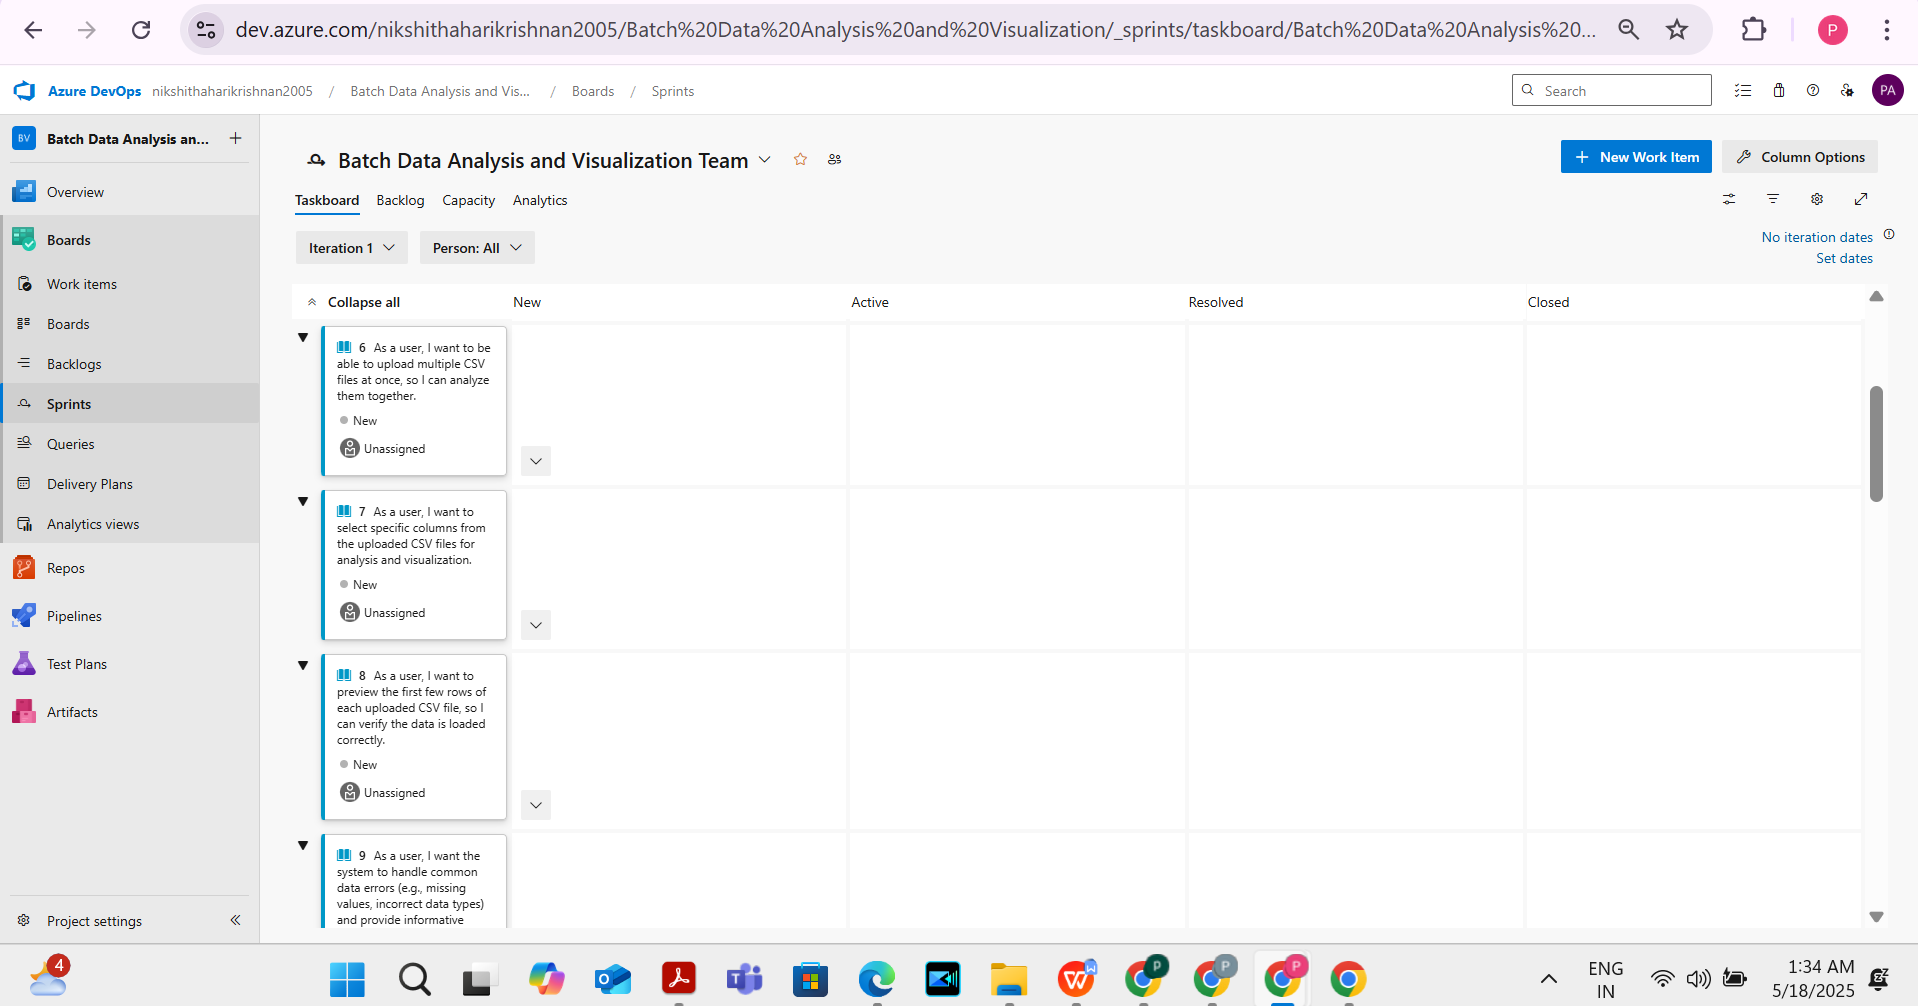 dev.azure.com/nikshithaharikrishnan2005/Batch%20Data%20Analysis%20and%20Visualization/_sprints/taskboard/Batch%20Data%20Analysis%20...
P
Azure DevOps nikshithaharikrishnan2005 / Batch Data Analysis and Vis... / Boards / Sprints
Search
PA
BV Batch Data Analysis an...
Overview
Boards
Work items
Boards
Backlogs
Sprints
Queries
Delivery Plans
Analytics views
Repos
Pipelines
Test Plans
Artifacts
Project settings
Batch Data Analysis and Visualization Team
New Work Item
Column Options
Taskboard Backlog Capacity Analytics
Iteration 1
Person: All
No iteration dates
Set dates
Collapse all New Active Resolved Closed
6 As a user, I want to be
able to upload multiple CSV
files at once, so I can analyze
them together.
New
Unassigned
7 As a user, I want to
select specific columns from
the uploaded CSV files for
analysis and visualization.
New
Unassigned
8 As a user, I want to
preview the first few rows of
each uploaded CSV file, so I
can verify the data is loaded
correctly.
New
Unassigned
9 As a user, I want the
system to handle common
data errors (e.g., missing
values, incorrect data types)
and provide informative
4
W
P
P
P
ENG
IN
1:34 AM
5/18/2025